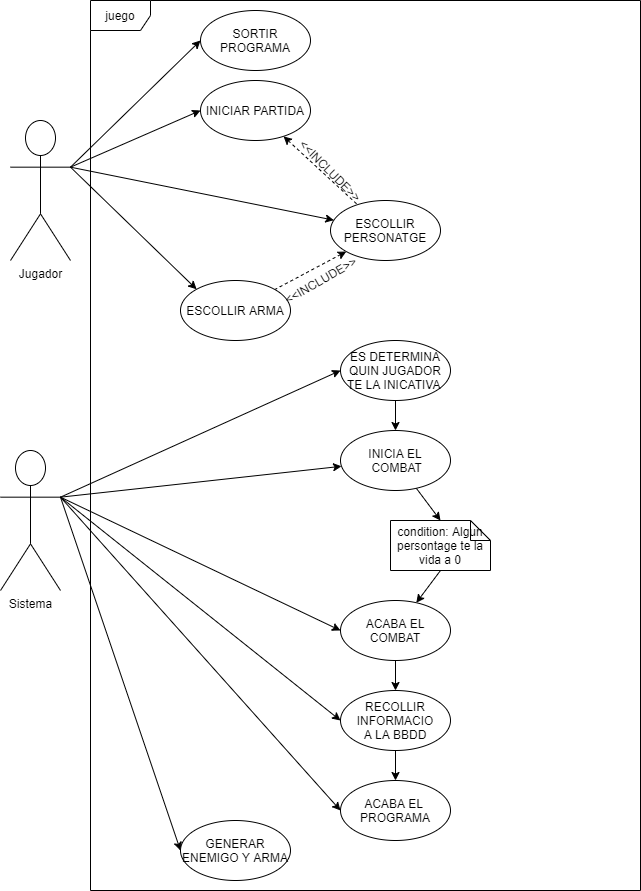 juego
SORTIR
PROGRAMA
INICIAR PARTIDA
<<INCLUDE>>
ESCOLLIR
PERSONATGE
<<INCLUDE>>
ESCOLLIR ARMA
Jugador
ES DETERMINA
QUIN JUGADOR
TE LA INICATIVA
INICIA EL
COMBAT
condition: Algun
persontage te la
vida a 0
Sistema
ACABA EL
COMBAT
RECOLLIR
INFORMACIO
A LA BBDD
ACABA EL
PROGRAMA
GENERAR
ENEMIGO Y ARMA